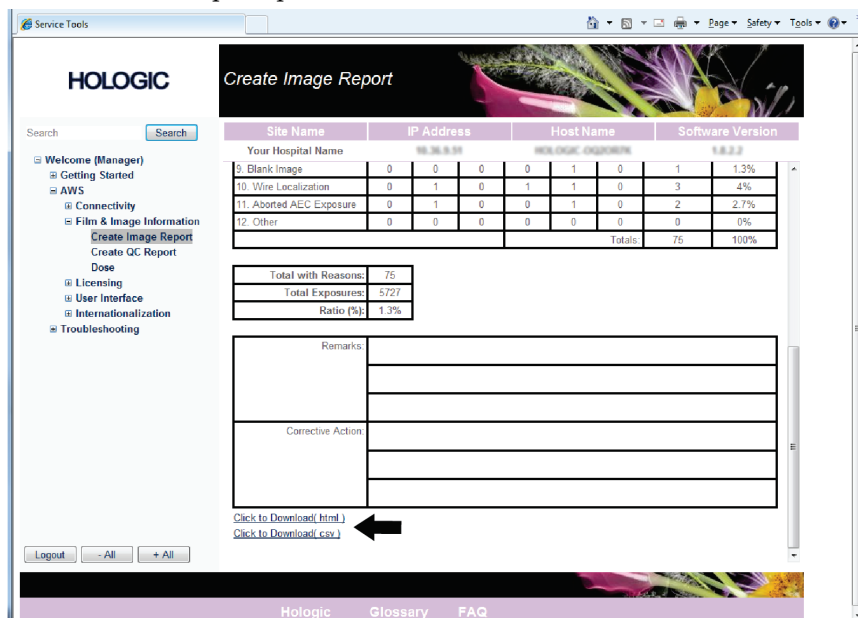 Service Tools
Page Safety Tools
HOLOGIC
Create Image Report
Search Search
Site Name IP Address Host Name Software Version
Your Hospital Name 1.8.2.2
Welcome (Manager)
Getting Started
AWS
Connectivity
Film & Image Information
Create Image Report
Create QC Report
Dose
Licensing
User Interface
Internationalization
Troubleshooting
9. Blank Image 0 0 0 0 1 0 1 1.3%
10. Wire Localization 0 1 0 1 1 0 3 4%
11. Aborted AEC Exposure 0 1 0 0 1 0 2 2.7%
12. Other 0 0 0 0 0 0 0 0%
Totals: 75 100%
Total with Reasons: 75
Total Exposures: 5727
Ratio (%): 1.3%
Remarks:
Corrective Action:
Click to Download( html )
Click to Download( csv )
Logout - All + All
Hologic Glossary FAQ